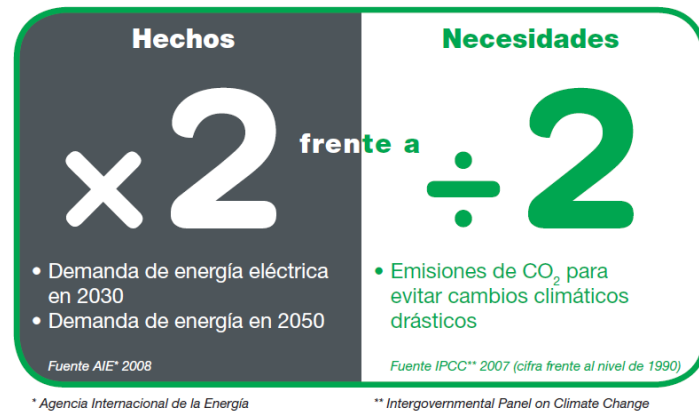 Hechos
×2
• Demanda de energía eléctrica
en 2030
• Demanda de energía en 2050
Fuente AIE* 2008
frente a
Necesidades
÷2
• Emisiones de CO₂ para
evitar cambios climáticos
drásticos
Fuente IPCC** 2007 (cifra frente al nivel de 1990)
* Agencia Internacional de la Energía
** Intergovernmental Panel on Climate Change